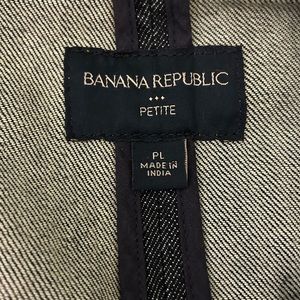 BANANA REPUBLIC
PETITE
PL
MADE IN
INDIA